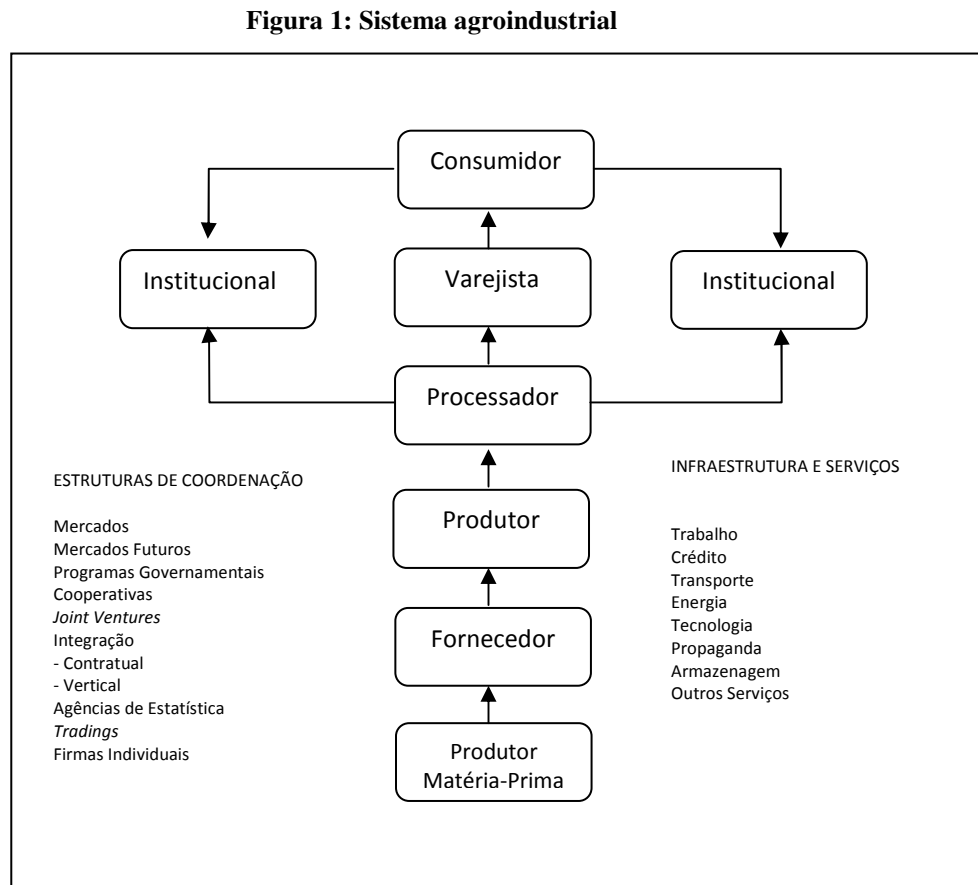 Figura 1: Sistema agroindustrial
Consumidor
Institucional
Varejista
Institucional
Processador
ESTRUTURAS DE COORDENAÇÃO
Mercados
Mercados Futuros
Programas Governamentais
Cooperativas
Joint Ventures
Integração
- Contratual
- Vertical
Agências de Estatística
Tradings
Firmas Individuais
Produtor
Fornecedor
Produtor
Matéria-Prima
INFRAESTRUTURA E SERVIÇOS
Trabalho
Crédito
Transporte
Energia
Tecnologia
Propaganda
Armazenagem
Outros Serviços